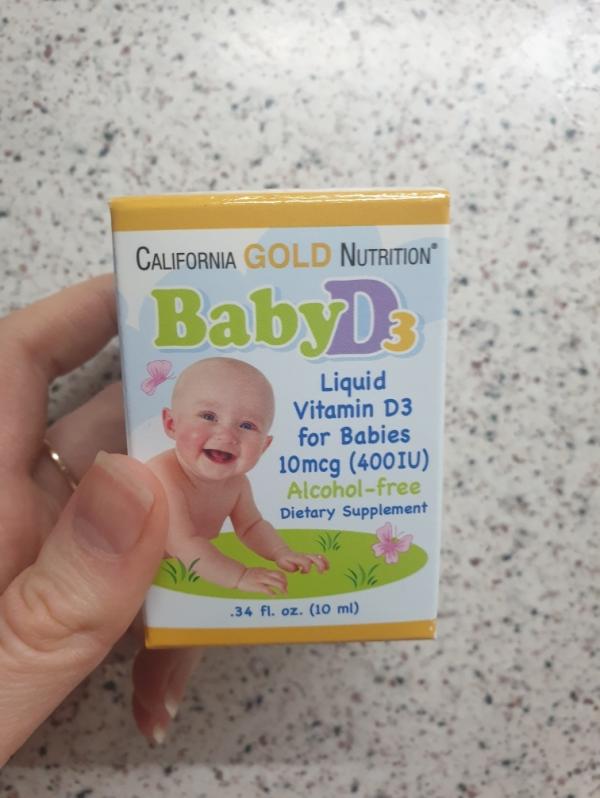 CALIFORNIA GOLD NUTRITION®
BabyD3
Liquid
Vitamin D3
for Babies
10mcg (400IU)
Alcohol-free
Dietary Supplement
.34 fl. oz. (10 ml)